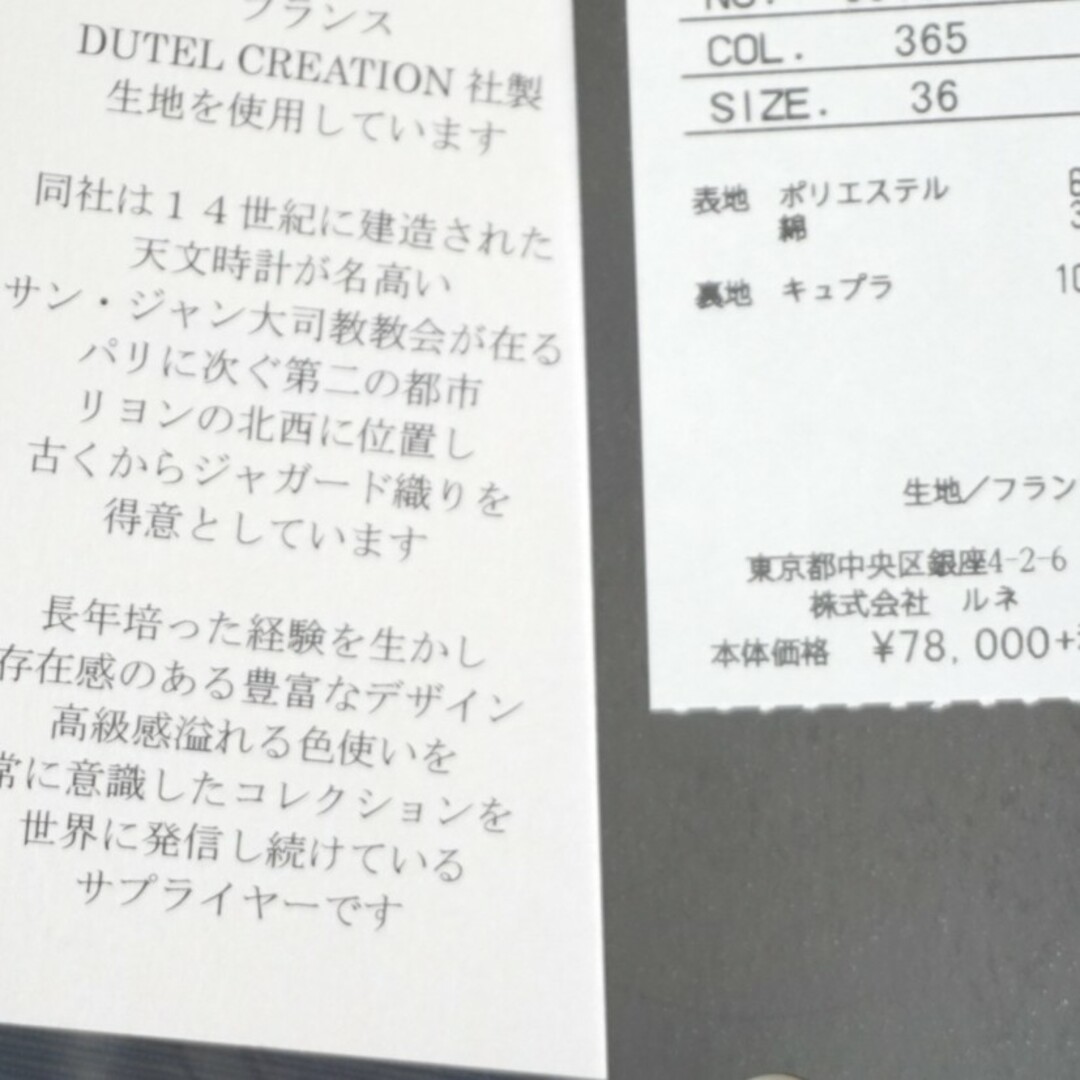 フランス
DUTEL CREATION 社製
生地を使用しています
同社は１４世紀に建造された
天文時計が名高い
サン・ジャン大司教教会が在る
パリに次ぐ第二の都市
リヨンの北西に位置し
古くからジャガード織りを
得意としています
長年培った経験を生かし
存在感のある豊富なデザイン
高級感溢れる色使いを
常に意識したコレクションを
世界に発信し続けている
サプライヤーです
COL. 365
SIZE. 36
表地 ポリエステル
綿
裏地 キュプラ 10
生地／フラン
東京都中央区銀座4-2-6
株式会社 ルネ
本体価格 ¥78,000+